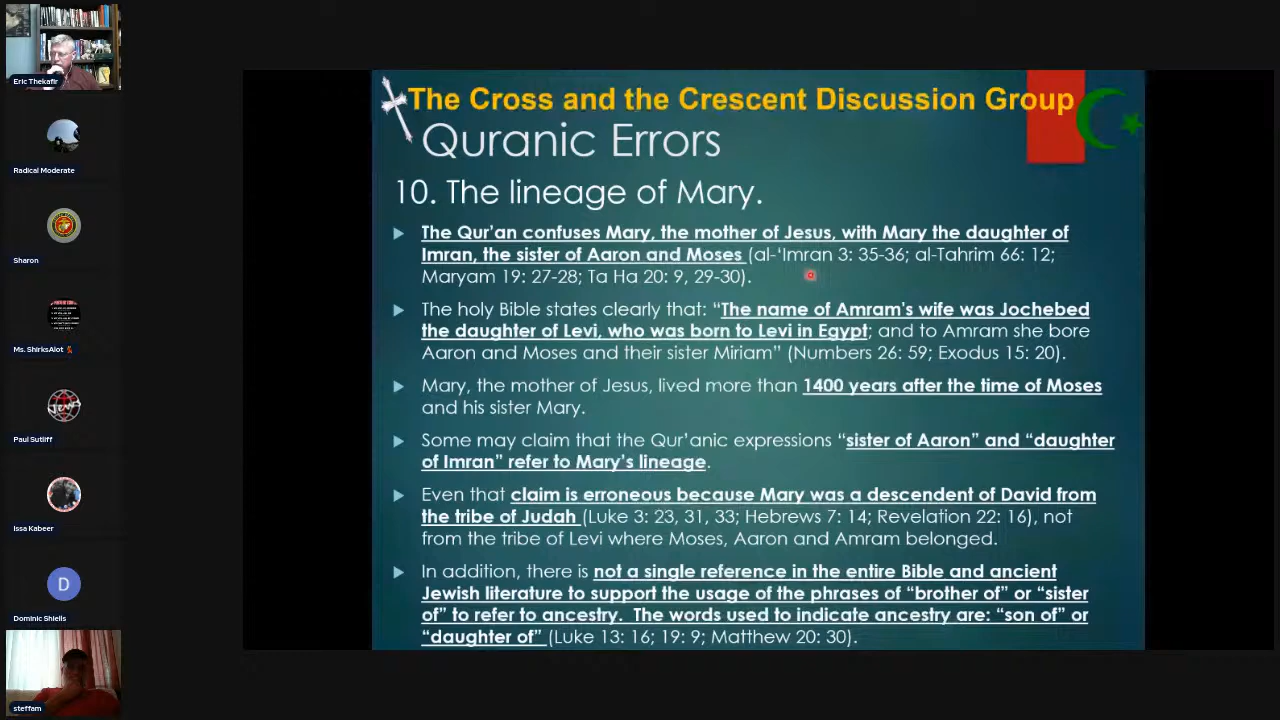 Eric Thekafir
Radical Moderate
Sharon
Ms. ShirksAlot
Paul Sutliff
Issa Kabeer
D
Dominic Shiells
steffam
The Cross and the Crescent Discussion Group
Quranic Errors
10. The lineage of Mary.
The Qur’an confuses Mary, the mother of Jesus, with Mary the daughter of
Imran, the sister of Aaron and Moses (al-‘Imran 3: 35-36; al-Tahrim 66: 12;
Maryam 19: 27-28; Ta Ha 20: 9, 29-30).
The holy Bible states clearly that: “The name of Amram’s wife was Jochebed
the daughter of Levi, who was born to Levi in Egypt; and to Amram she bore
Aaron and Moses and their sister Miriam” (Numbers 26: 59; Exodus 15: 20).
Mary, the mother of Jesus, lived more than 1400 years after the time of Moses
and his sister Mary.
Some may claim that the Qur’anic expressions “sister of Aaron” and “daughter
of Imran” refer to Mary’s lineage.
Even that claim is erroneous because Mary was a descendent of David from
the tribe of Judah (Luke 3: 23, 31, 33; Hebrews 7: 14; Revelation 22: 16), not
from the tribe of Levi where Moses, Aaron and Amram belonged.
In addition, there is not a single reference in the entire Bible and ancient
Jewish literature to support the usage of the phrases of “brother of” or “sister
of” to refer to ancestry. The words used to indicate ancestry are: “son of” or
“daughter of” (Luke 13: 16; 19: 9; Matthew 20: 30).